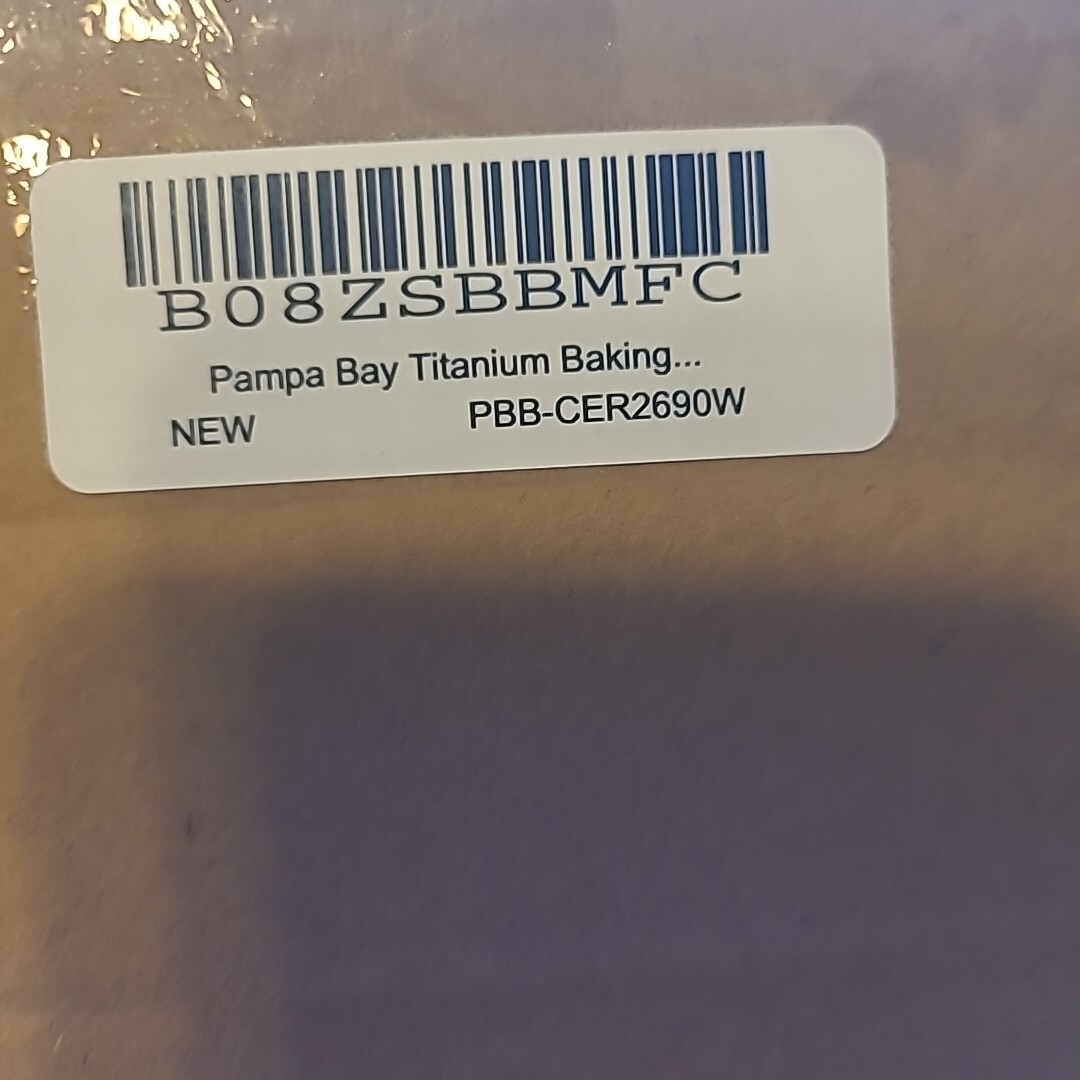 B08ZSBBMFC
Pampa Bay Titanium Baking...
NEW PBB-CER2690W